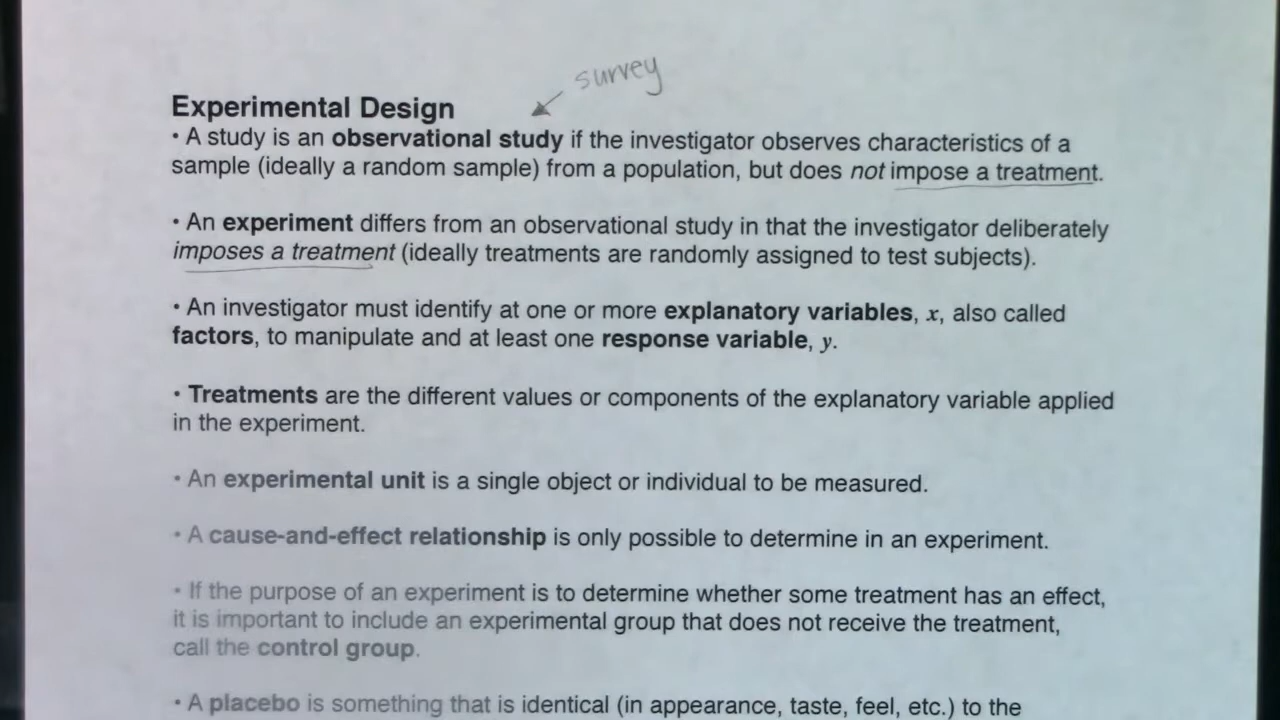 survey
Experimental Design
• A study is an observational study if the investigator observes characteristics of a
sample (ideally a random sample) from a population, but does not impose a treatment.
• An experiment differs from an observational study in that the investigator deliberately
imposes a treatment (ideally treatments are randomly assigned to test subjects).
• An investigator must identify at one or more explanatory variables, x, also called
factors, to manipulate and at least one response variable, y.
• Treatments are the different values or components of the explanatory variable applied
in the experiment.
• An experimental unit is a single object or individual to be measured.
• A cause-and-effect relationship is only possible to determine in an experiment.
• If the purpose of an experiment is to determine whether some treatment has an effect,
it is important to include an experimental group that does not receive the treatment,
call the control group.
• A placebo is something that is identical (in appearance, taste, feel, etc.) to the